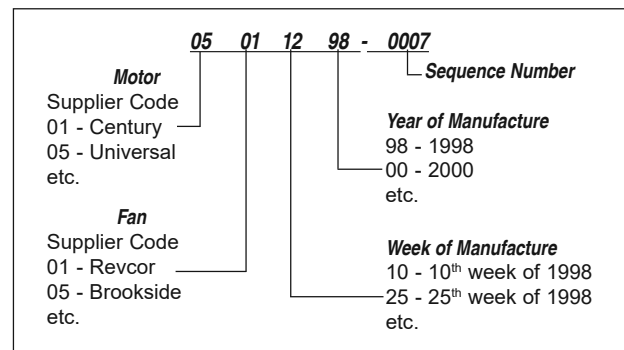 05 01 12 98 - 0007
Sequence Number
Motor
Supplier Code
01 - Century
05 - Universal
etc.
Fan
Supplier Code
01 - Revcor
05 - Brookside
etc.
Year of Manufacture
98 - 1998
00 - 2000
etc.
Week of Manufacture
10 - 10th week of 1998
25 - 25th week of 1998
etc.